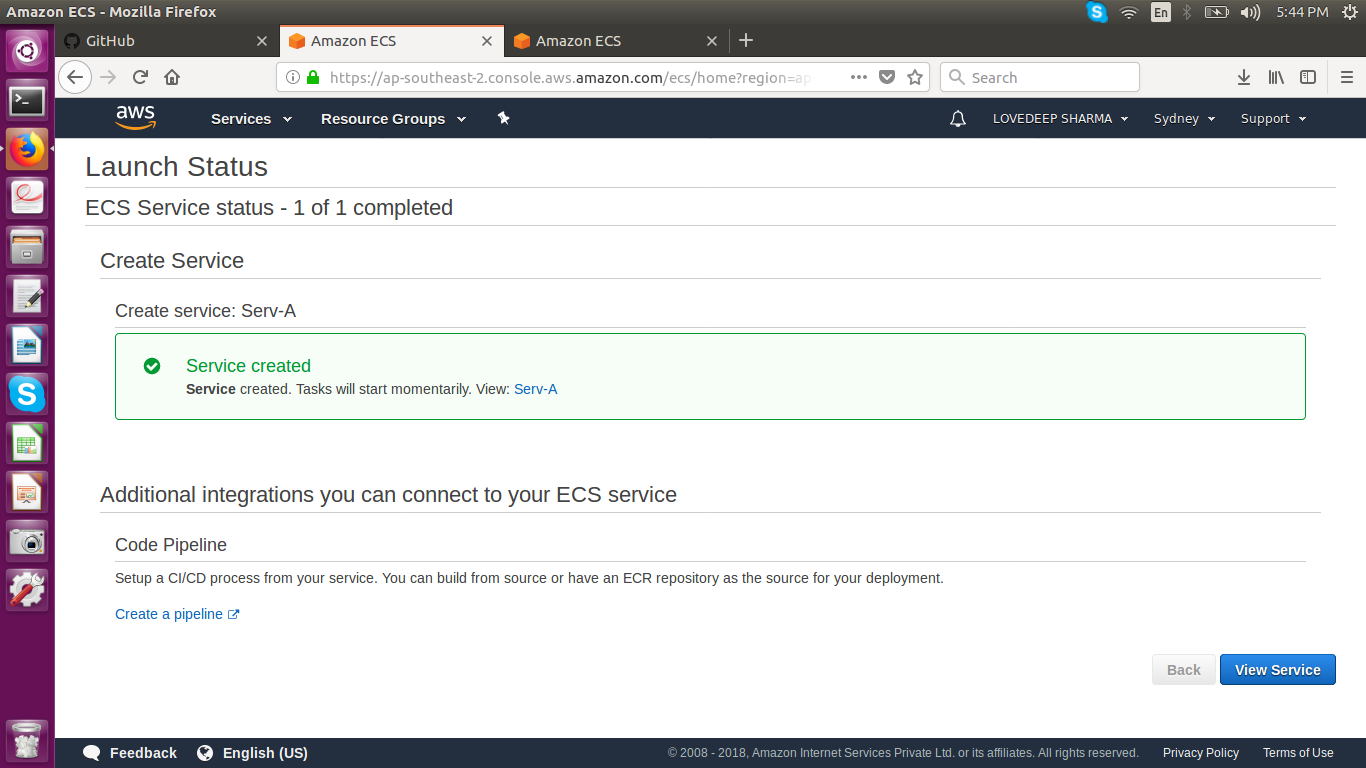 Amazon ECS - Mozilla Firefox
En
5:44 PM
GitHub
Amazon ECS
Amazon ECS
https://ap-southeast-2.console.aws.amazon.com/ecs/home?region=ap
Search
aws
Services
Resource Groups
LOVEDEEP SHARMA
Sydney
Support
Launch Status
ECS Service status - 1 of 1 completed
Create Service
Create service: Serv-A
Service created
Service created. Tasks will start momentarily. View: Serv-A
Additional integrations you can connect to your ECS service
Code Pipeline
Setup a CI/CD process from your service. You can build from source or have an ECR repository as the source for your deployment.
Create a pipeline
Back
View Service
Feedback
English (US)
© 2008 - 2018, Amazon Internet Services Private Ltd. or its affiliates. All rights reserved.
Privacy Policy
Terms of Use